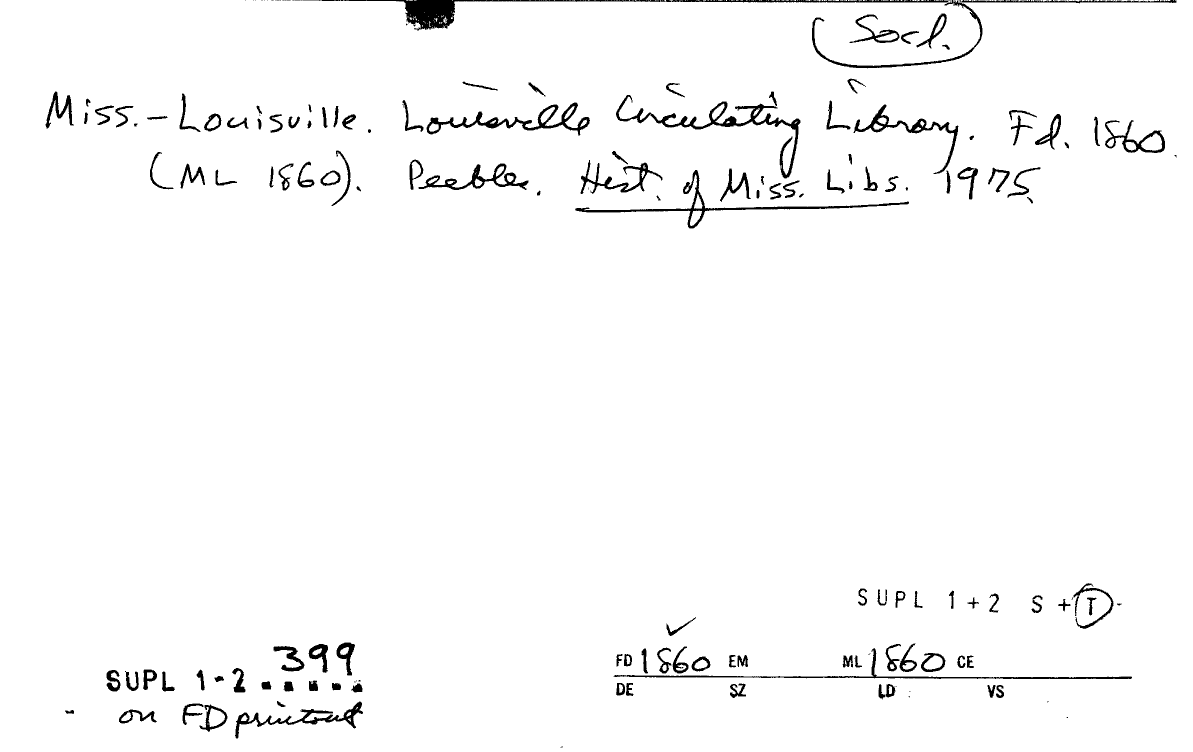 (Socl.)
Miss.-Louisville. Louisville Circulating Library. Fd. 1860.
(ML 1860). Peebles. Hist. of Miss. Libs. 1975.
SUPL 1+2 S+T
399
FD 1860 EM ML 1860 CE
SUPL 1-2 .....
DE SZ LD VS
- on FD printout